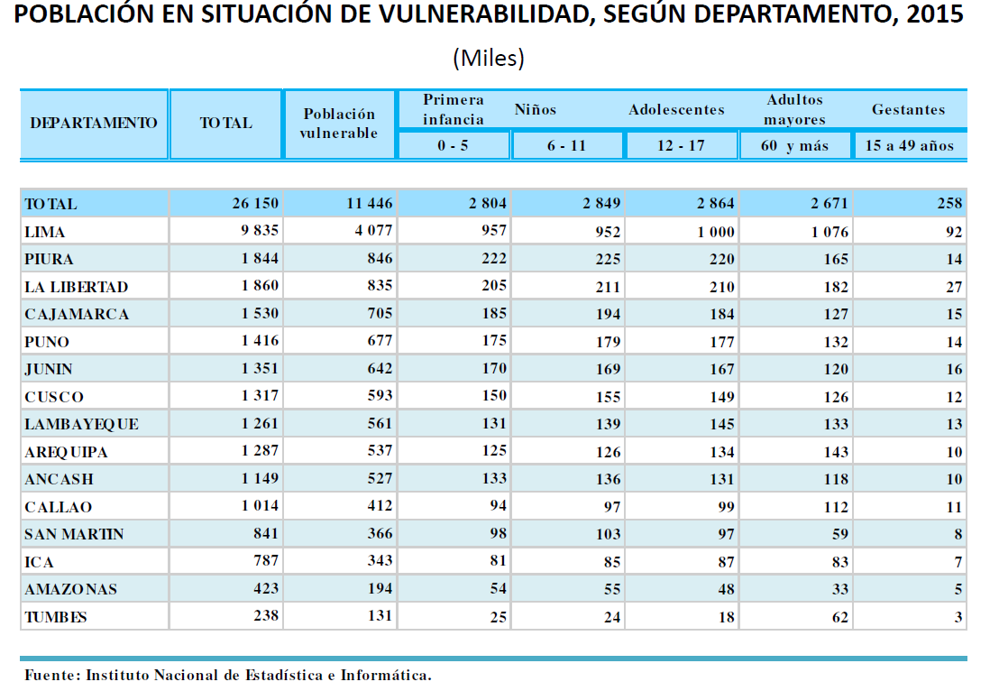 POBLACIÓN EN SITUACIÓN DE VULNERABILIDAD, SEGÚN DEPARTAMENTO, 2015
(Miles)
DEPARTAMENTO TOTAL Población vulnerable Primera infancia Niños Adolescentes Adultos mayores Gestantes
0 - 5 6 - 11 12 - 17 60 y más 15 a 49 años
TOTAL 26 150 11 446 2 804 2 849 2 864 2 671 258
LIMA 9 835 4 077 957 952 1 000 1 076 92
PIURA 1 844 846 222 225 220 165 14
LA LIBERTAD 1 860 835 205 211 210 182 27
CAJAMARCA 1 530 705 185 194 184 127 15
PUNO 1 416 677 175 179 177 132 14
JUNIN 1 351 642 170 169 167 120 16
CUSCO 1 317 593 150 155 149 126 12
LAMBAYEQUE 1 261 561 131 139 145 133 13
AREQUIPA 1 287 537 125 126 134 143 10
ANCASH 1 149 527 133 136 131 118 10
CALLAO 1 014 412 94 97 99 112 11
SAN MARTIN 841 366 98 103 97 59 8
ICA 787 343 81 85 87 83 7
AMAZONAS 423 194 54 55 48 33 5
TUMBES 238 131 25 24 18 62 3
Fuente: Instituto Nacional de Estadística e Informática.